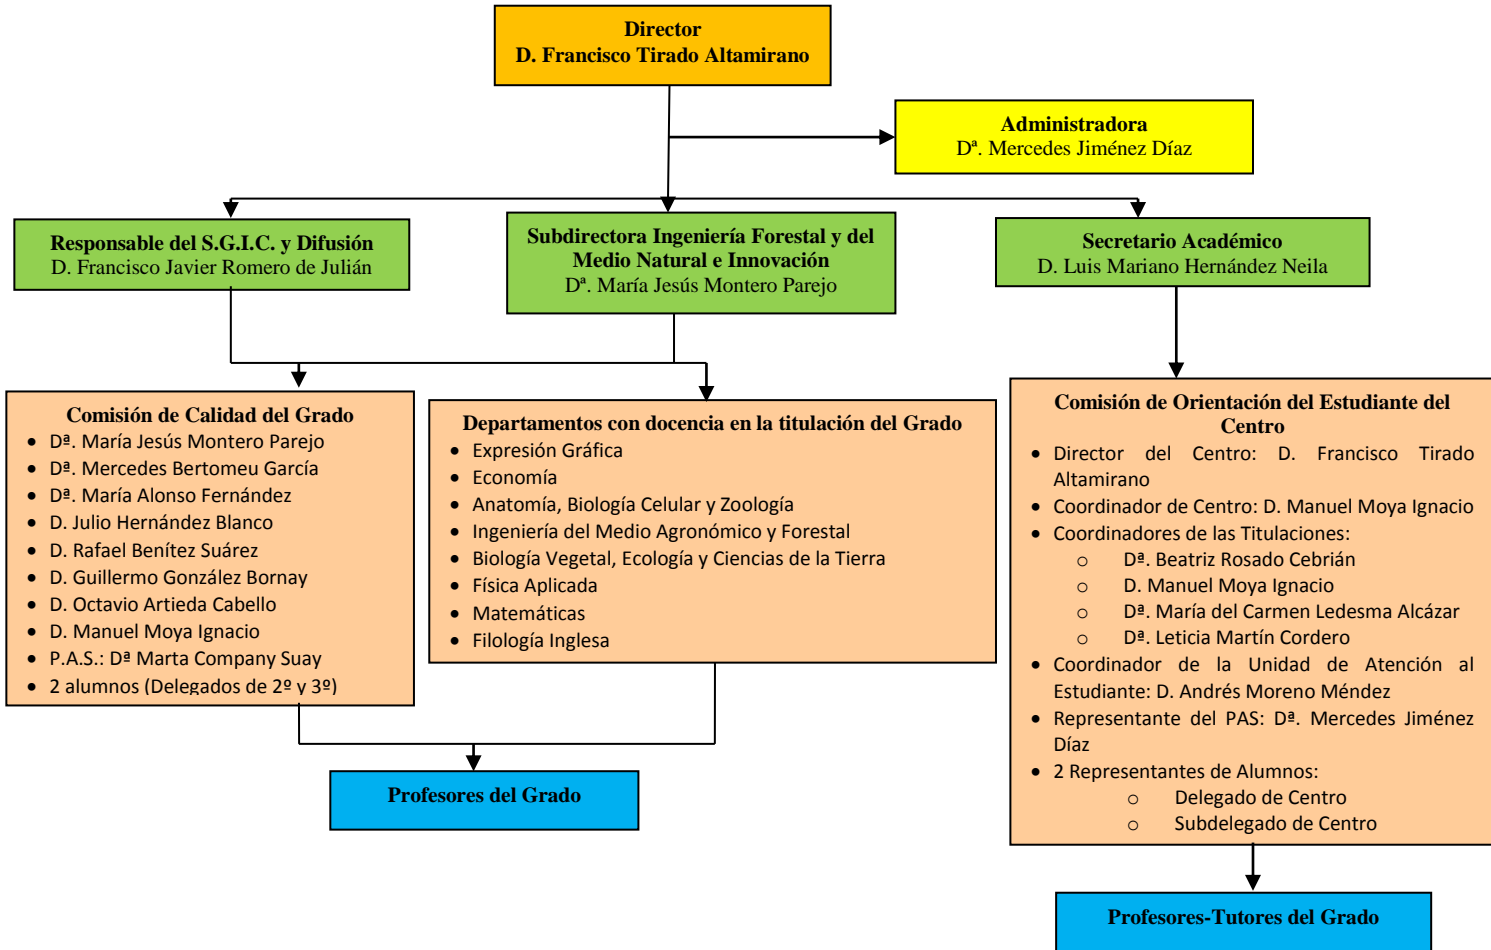 Director
D. Francisco Tirado Altamirano
Administradora
Dª. Mercedes Jiménez Díaz
Responsable del S.G.I.C. y Difusión
D. Francisco Javier Romero de Julián
Subdirectora Ingeniería Forestal y del
Medio Natural e Innovación
Dª. María Jesús Montero Parejo
Secretario Académico
D. Luis Mariano Hernández Neila
Comisión de Calidad del Grado
• Dª. María Jesús Montero Parejo
• Dª. Mercedes Bertomeu García
• Dª. María Alonso Fernández
• D. Julio Hernández Blanco
• D. Rafael Benítez Suárez
• D. Guillermo González Bornay
• D. Octavio Artieda Cabello
• D. Manuel Moya Ignacio
• P.A.S.: Dª Marta Company Suay
• 2 alumnos (Delegados de 2º y 3º)
Departamentos con docencia en la titulación del Grado
• Expresión Gráfica
• Economía
• Anatomía, Biología Celular y Zoología
• Ingeniería del Medio Agronómico y Forestal
• Biología Vegetal, Ecología y Ciencias de la Tierra
• Física Aplicada
• Matemáticas
• Filología Inglesa
Comisión de Orientación del Estudiante del
Centro
• Director del Centro: D. Francisco Tirado
Altamirano
• Coordinador de Centro: D. Manuel Moya Ignacio
• Coordinadores de las Titulaciones:
o Dª. Beatriz Rosado Cebrián
o D. Manuel Moya Ignacio
o Dª. María del Carmen Ledesma Alcázar
o Dª. Leticia Martín Cordero
• Coordinador de la Unidad de Atención al
Estudiante: D. Andrés Moreno Méndez
• Representante del PAS: Dª. Mercedes Jiménez
Díaz
• 2 Representantes de Alumnos:
o Delegado de Centro
o Subdelegado de Centro
Profesores del Grado
Profesores-Tutores del Grado